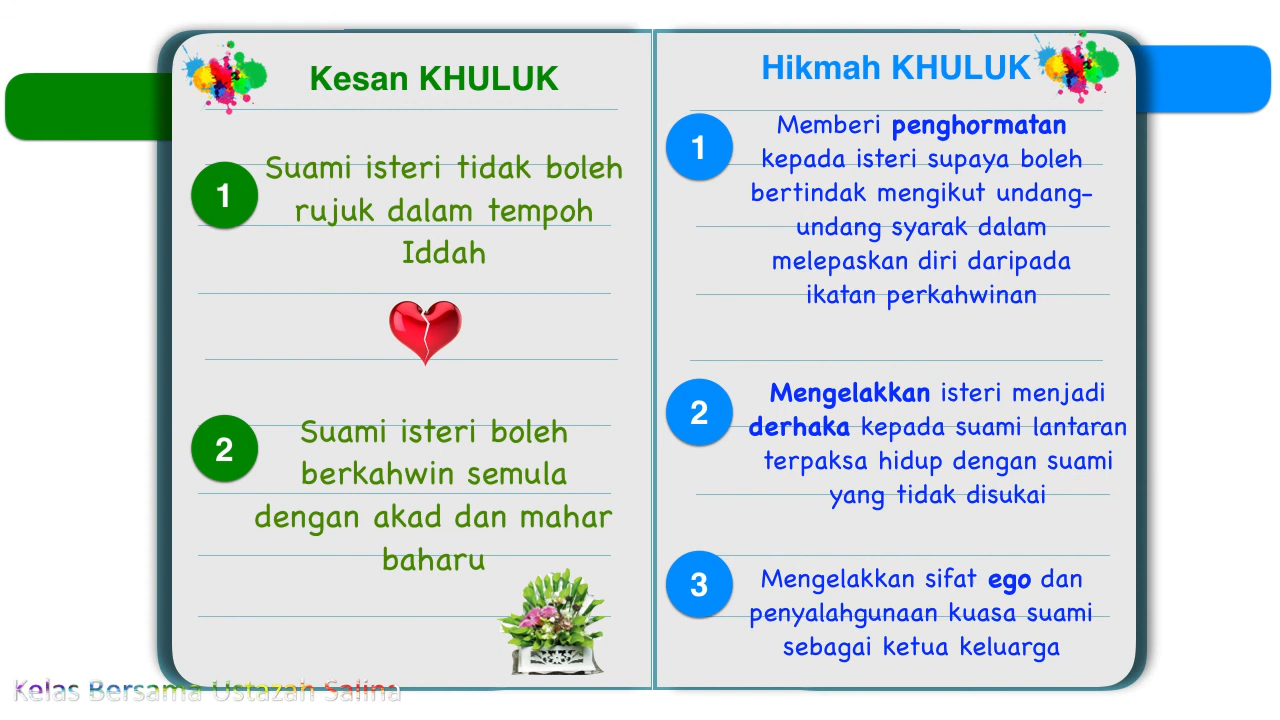 Kesan KHULUK
1
Suami isteri tidak boleh
rujuk dalam tempoh
Iddah
2
Suami isteri boleh
berkahwin semula
dengan akad dan mahar
baharu
Hikmah KHULUK
1
Memberi penghormatan
kepada isteri supaya boleh
bertindak mengikut undang-
undang syarak dalam
melepaskan diri daripada
ikatan perkahwinan
2
Mengelakkan isteri menjadi
derhaka kepada suami lantaran
terpaksa hidup dengan suami
yang tidak disukai
3
Mengelakkan sifat ego dan
penyalahgunaan kuasa suami
sebagai ketua keluarga
Kelas Bersama Ustazah Salina